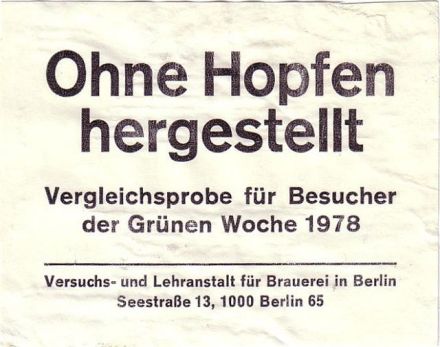 Ohne Hopfen
hergestellt
Vergleichsprobe für Besucher
der Grünen Woche 1978
Versuchs- und Lehranstalt für Brauerei in Berlin
Seestraße 13, 1000 Berlin 65